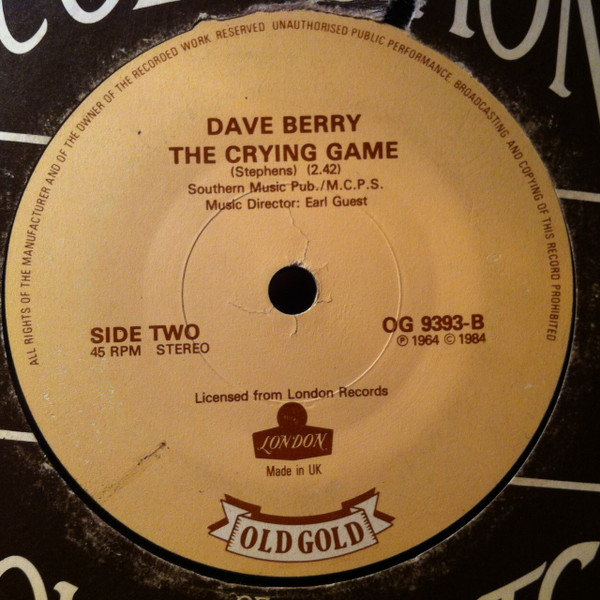 ALL RIGHTS OF THE MANUFACTURER AND OF THE OWNER OF THE RECORDED WORK RESERVED UNAUTHORISED PUBLIC PERFORMANCE, BROADCASTING AND COPYING OF THIS RECORD PROHIBITED
DAVE BERRY
THE CRYING GAME
(Stephens) (2.42)
Southern Music Pub./M.C.P.S.
Music Director: Earl Guest
SIDE TWO
45 RPM STEREO
OG 9393-B
Ⓟ 1964 © 1984
Licensed from London Records
LONDON
Made in UK
OLD GOLD